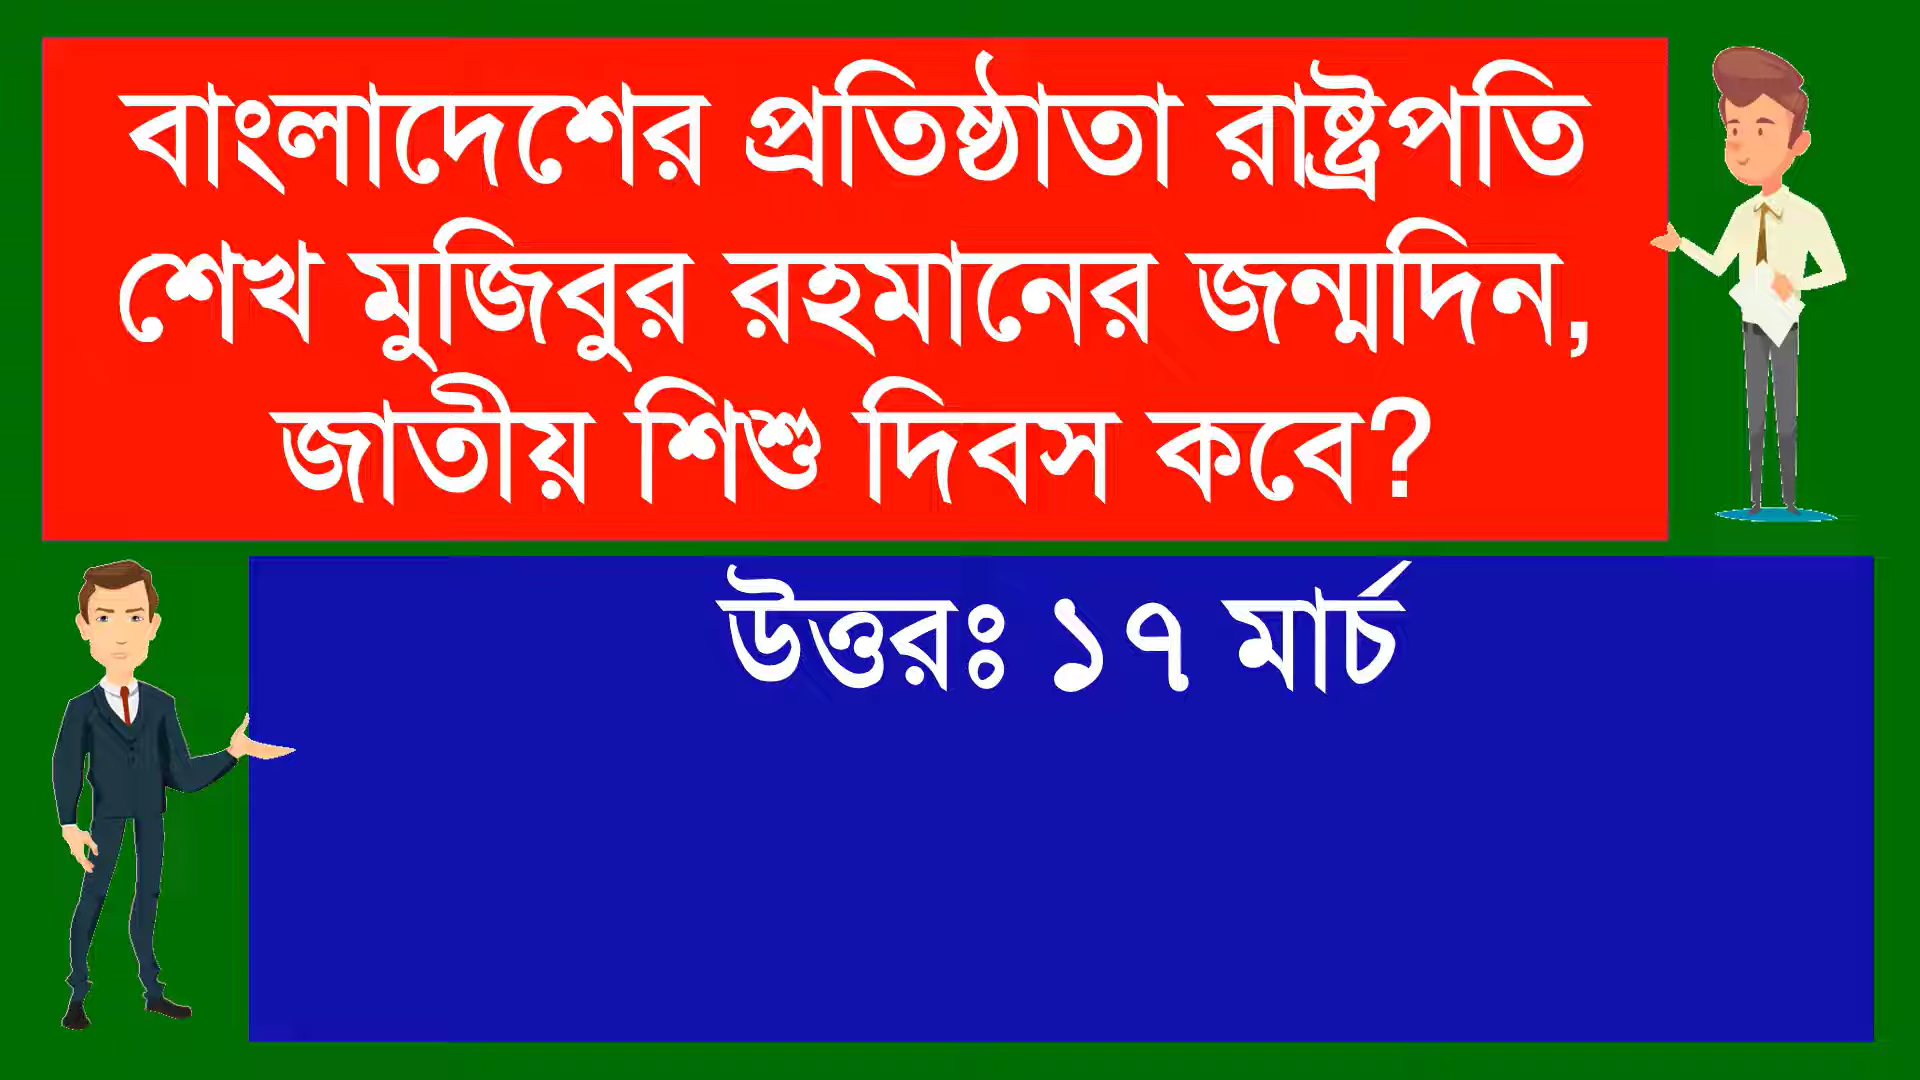 বাংলাদেশের প্রতিষ্ঠাতা রাষ্ট্রপতি
শেখ মুজিবুর রহমানের জন্মদিন,
জাতীয় শিশু দিবস কবে?
উত্তরঃ ১৭ মার্চ